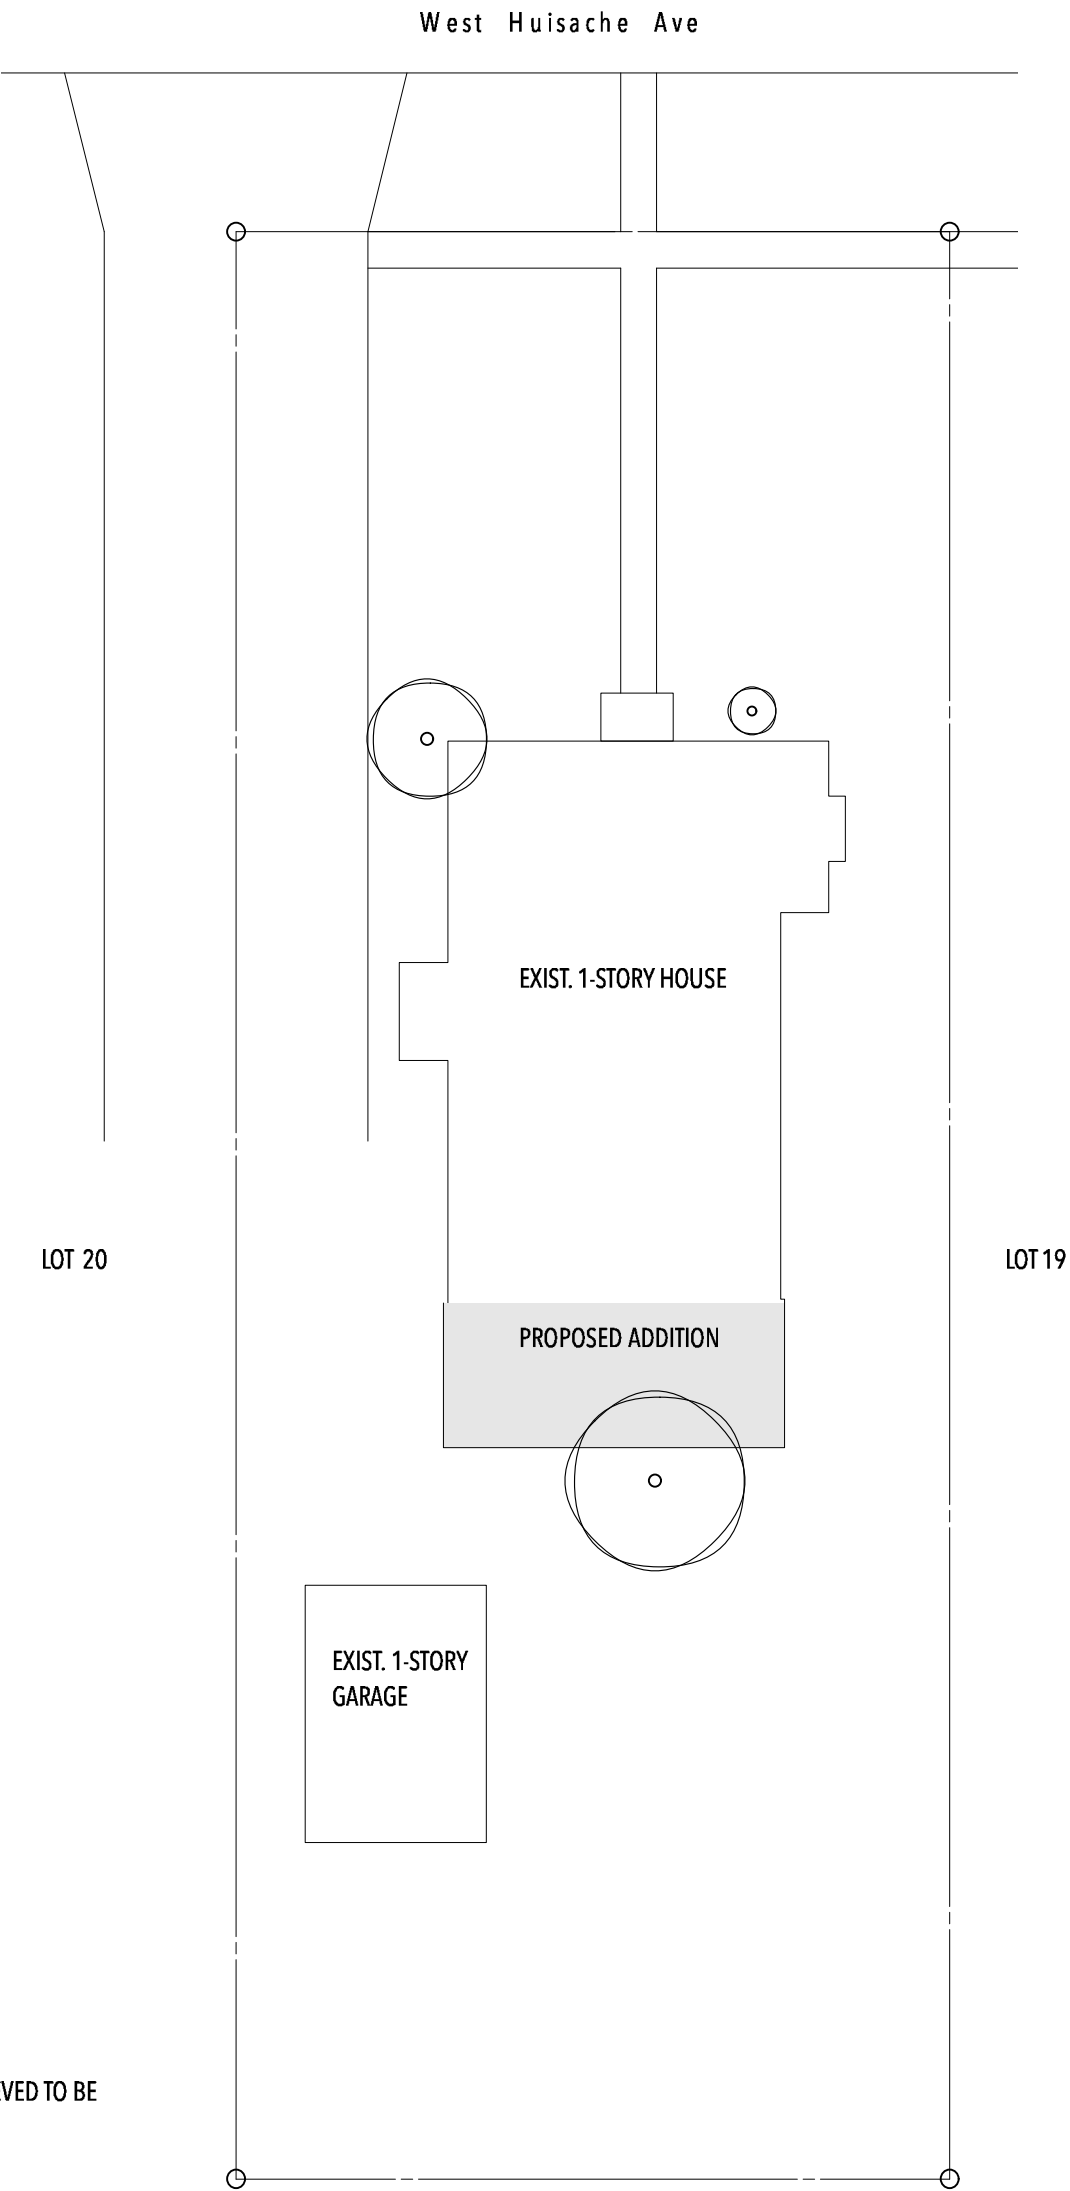 West Huisache Ave
EXIST. 1-STORY HOUSE
LOT 20
LOT 19
PROPOSED ADDITION
EXIST. 1-STORY
GARAGE
TO BE